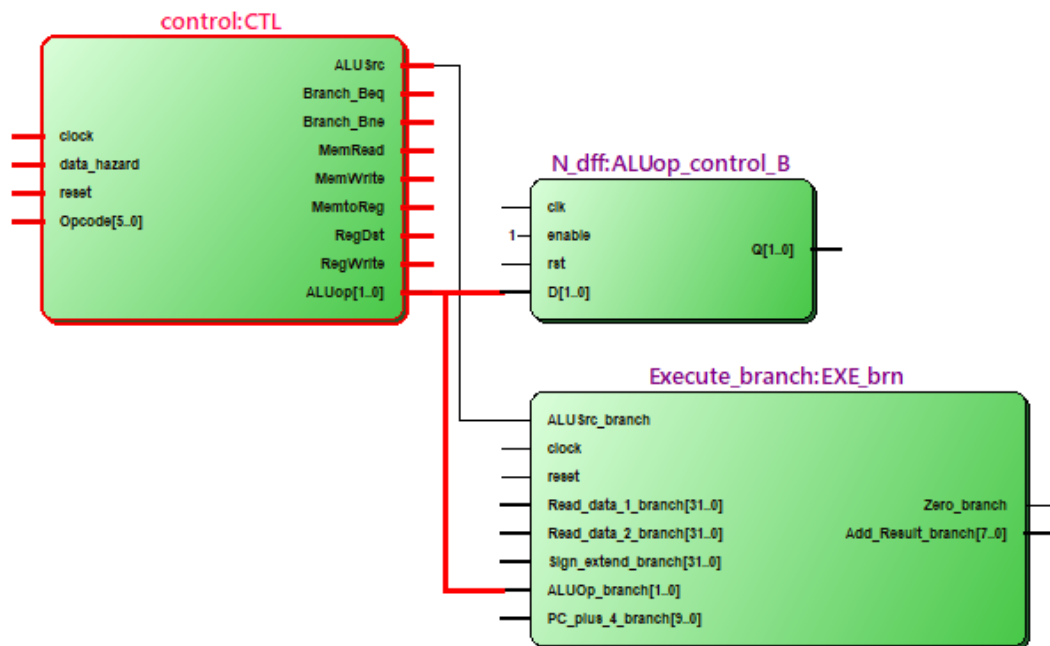 control:CTL
ALUSrc
Branch_Beq
Branch_Bne
MemRead
MemWrite
MemtoReg
RegDst
RegWrite
ALUop[1..0]
clock
data_hazard
reset
Opcode[5..0]
N_dff:ALUop_control_B
clk
1 enable
rst
D[1..0]
Q[1..0]
Execute_branch:EXE_brn
ALUSrc_branch
clock
reset
Read_data_1_branch[31..0]
Read_data_2_branch[31..0]
Sign_extend_branch[31..0]
ALUOp_branch[1..0]
PC_plus_4_branch[9..0]
Zero_branch
Add_Result_branch[7..0]